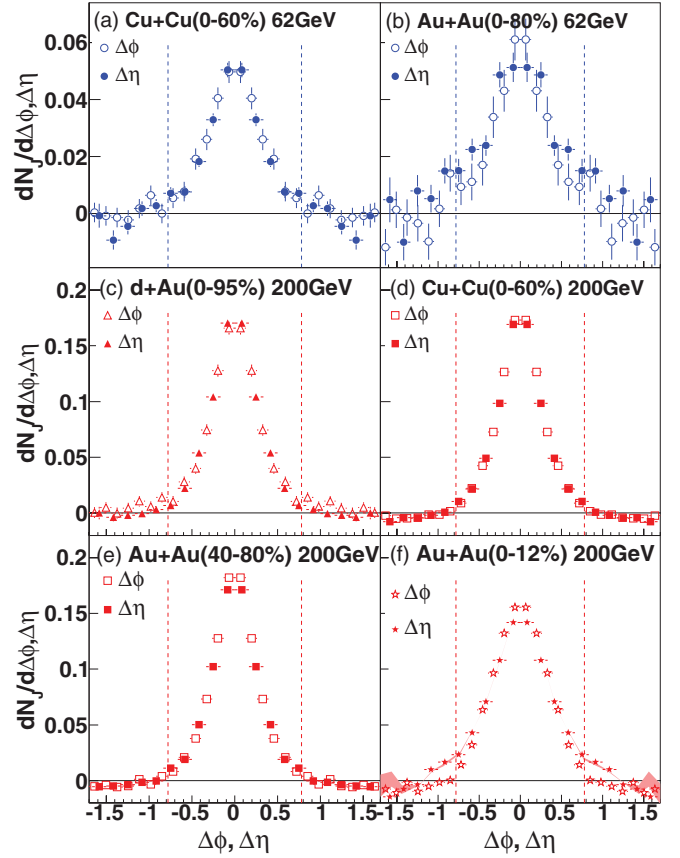 (a) Cu+Cu(0-60%) 62GeV
(b) Au+Au(0-80%) 62GeV
0.06
Δϕ
Δϕ
Δη
Δη
0.04
0.02
0
dN_J/dΔϕ,Δη
(c) d+Au(0-95%) 200GeV
(d) Cu+Cu(0-60%) 200GeV
0.2
Δϕ
Δϕ
Δη
Δη
0.15
0.1
0.05
0
dN_J/dΔϕ,Δη
(e) Au+Au(40-80%) 200GeV
(f) Au+Au(0-12%) 200GeV
0.2
Δϕ
Δϕ
Δη
Δη
0.15
0.1
0.05
0
dN_J/dΔϕ,Δη
-1.5 -1 -0.5 0 0.5 1 1.5 -1.5 -1 -0.5 0 0.5 1 1.5
Δϕ, Δη Δϕ, Δη